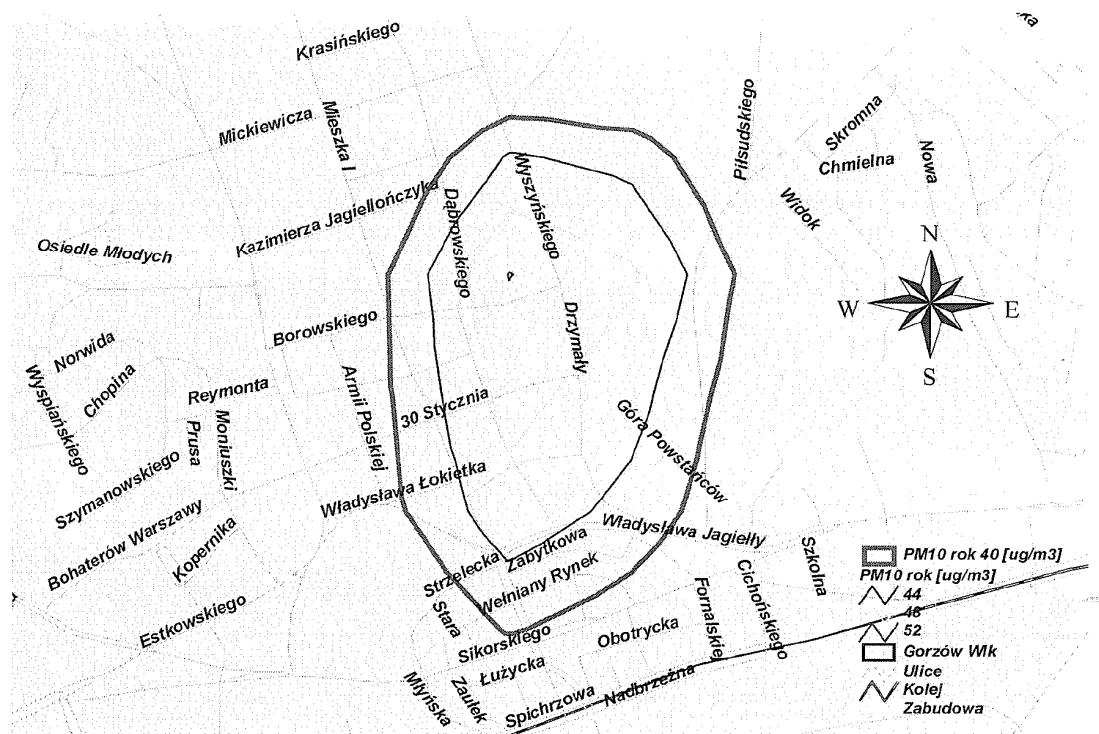 Krasińskiego
Mickiewicza
Mieszka I
Piłsudskiego
Skromna
Chmielna
Nowa
Widok
Wyszyńskiego
Dąbrowskiego
Kazimierza Jagiellończyka
Osiedle Młodych
N
W
E
S
Borowskiego
Drzymały
Norwida
Chopina
Wyspiańskiego
Reymonta
Prusa
Moniuszki
Armii Polskiej
30 Stycznia
Góra Powstańców
Szymanowskiego
Władysława Łokietka
Bohaterów Warszawy
Kopernika
Władysława Jagiełły
Szkolna
Zabytkowa
Strzelecka
Wełniany Rynek
Cichońskiego
Fornalskiej
Estkowskiego
Stara
Sikorskiego
Obotrycka
Łużycka
Zaułek
Młyńska
Spichrzowa
Nadbrzeżna
PM10 rok 40 [ug/m3]
PM10 rok [ug/m3]
44
48
52
Gorzów Wlk
Ulice
Kolej
Zabudowa